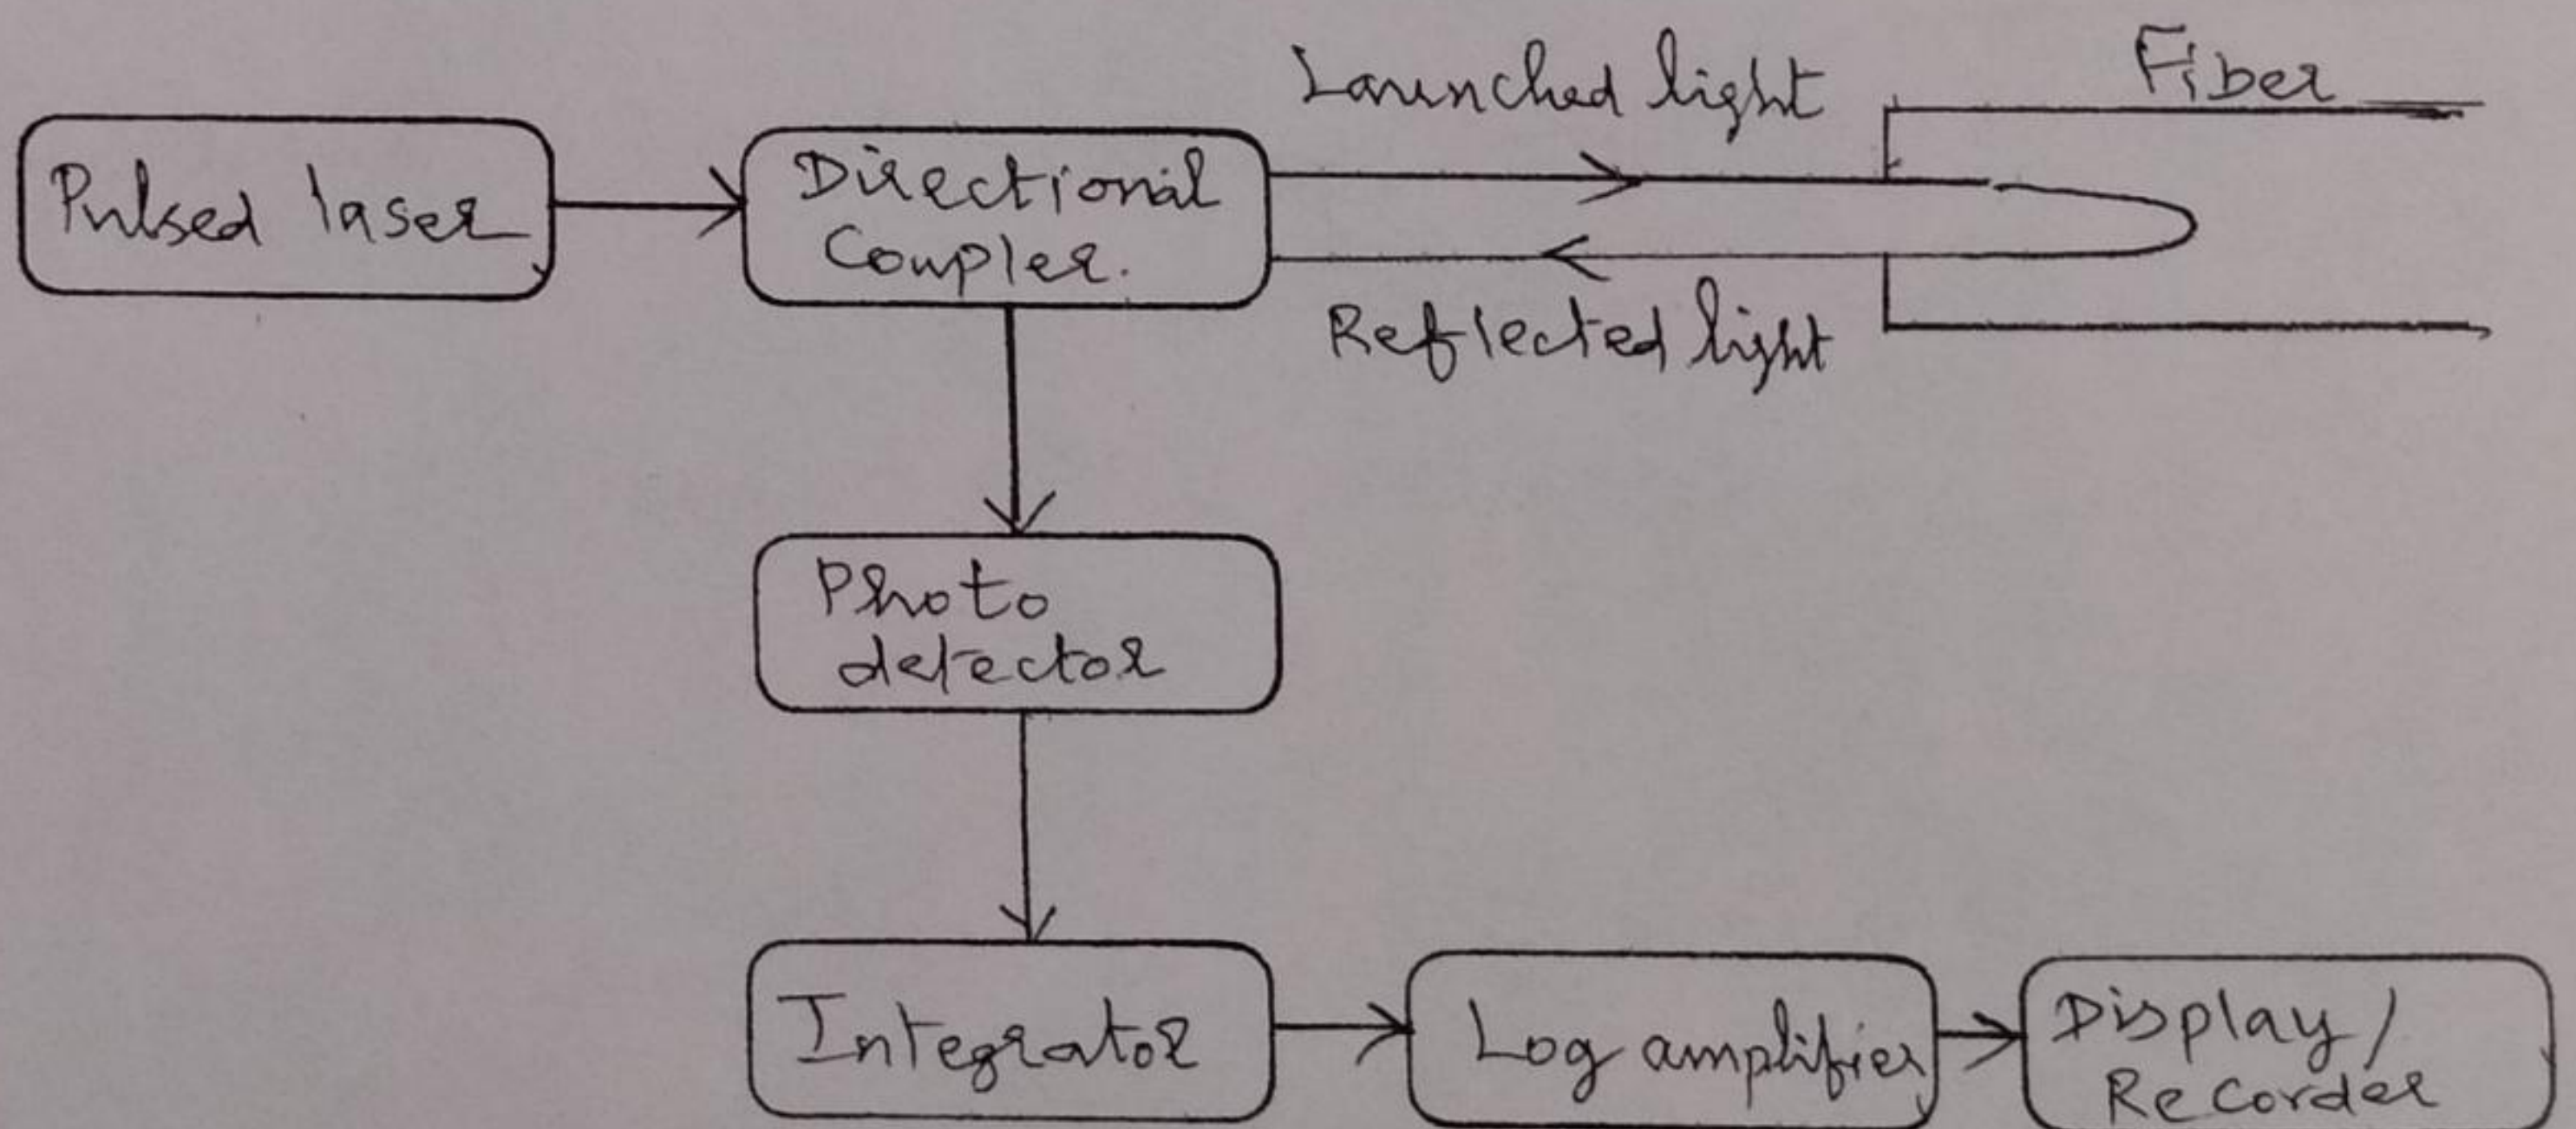 Launched light
Fiber
Pulsed laser
Directional
Coupler.
Reflected light
Photo
detector
Integrator
Log amplifier
Display /
Recorder